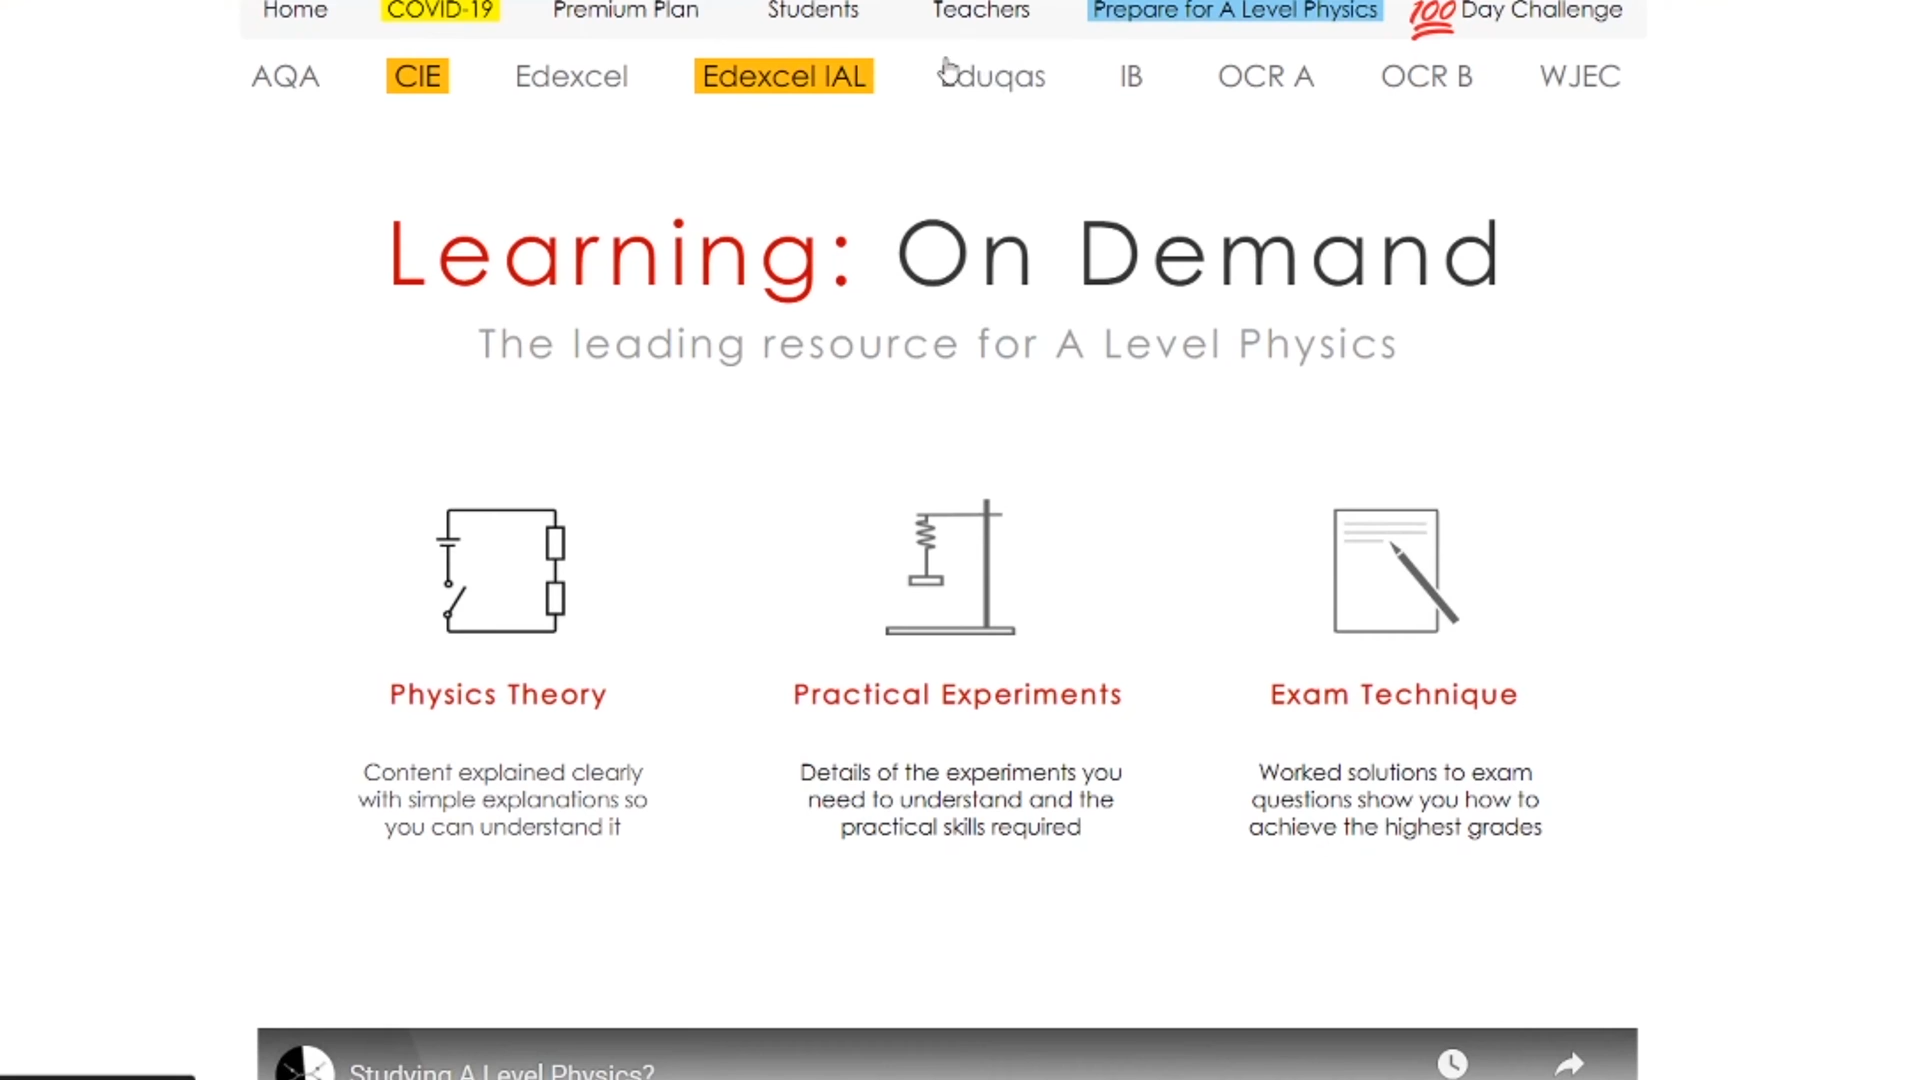 Home COVID-19 Premium Plan Students Teachers Prepare for A Level Physics 100 Day Challenge
AQA CIE Edexcel Edexcel IAL Eduqas IB OCR A OCR B WJEC
Learning: On Demand
The leading resource for A Level Physics
Physics Theory
Content explained clearly
with simple explanations so
you can understand it
Practical Experiments
Details of the experiments you
need to understand and the
practical skills required
Exam Technique
Worked solutions to exam
questions show you how to
achieve the highest grades
Studying A Level Physics?